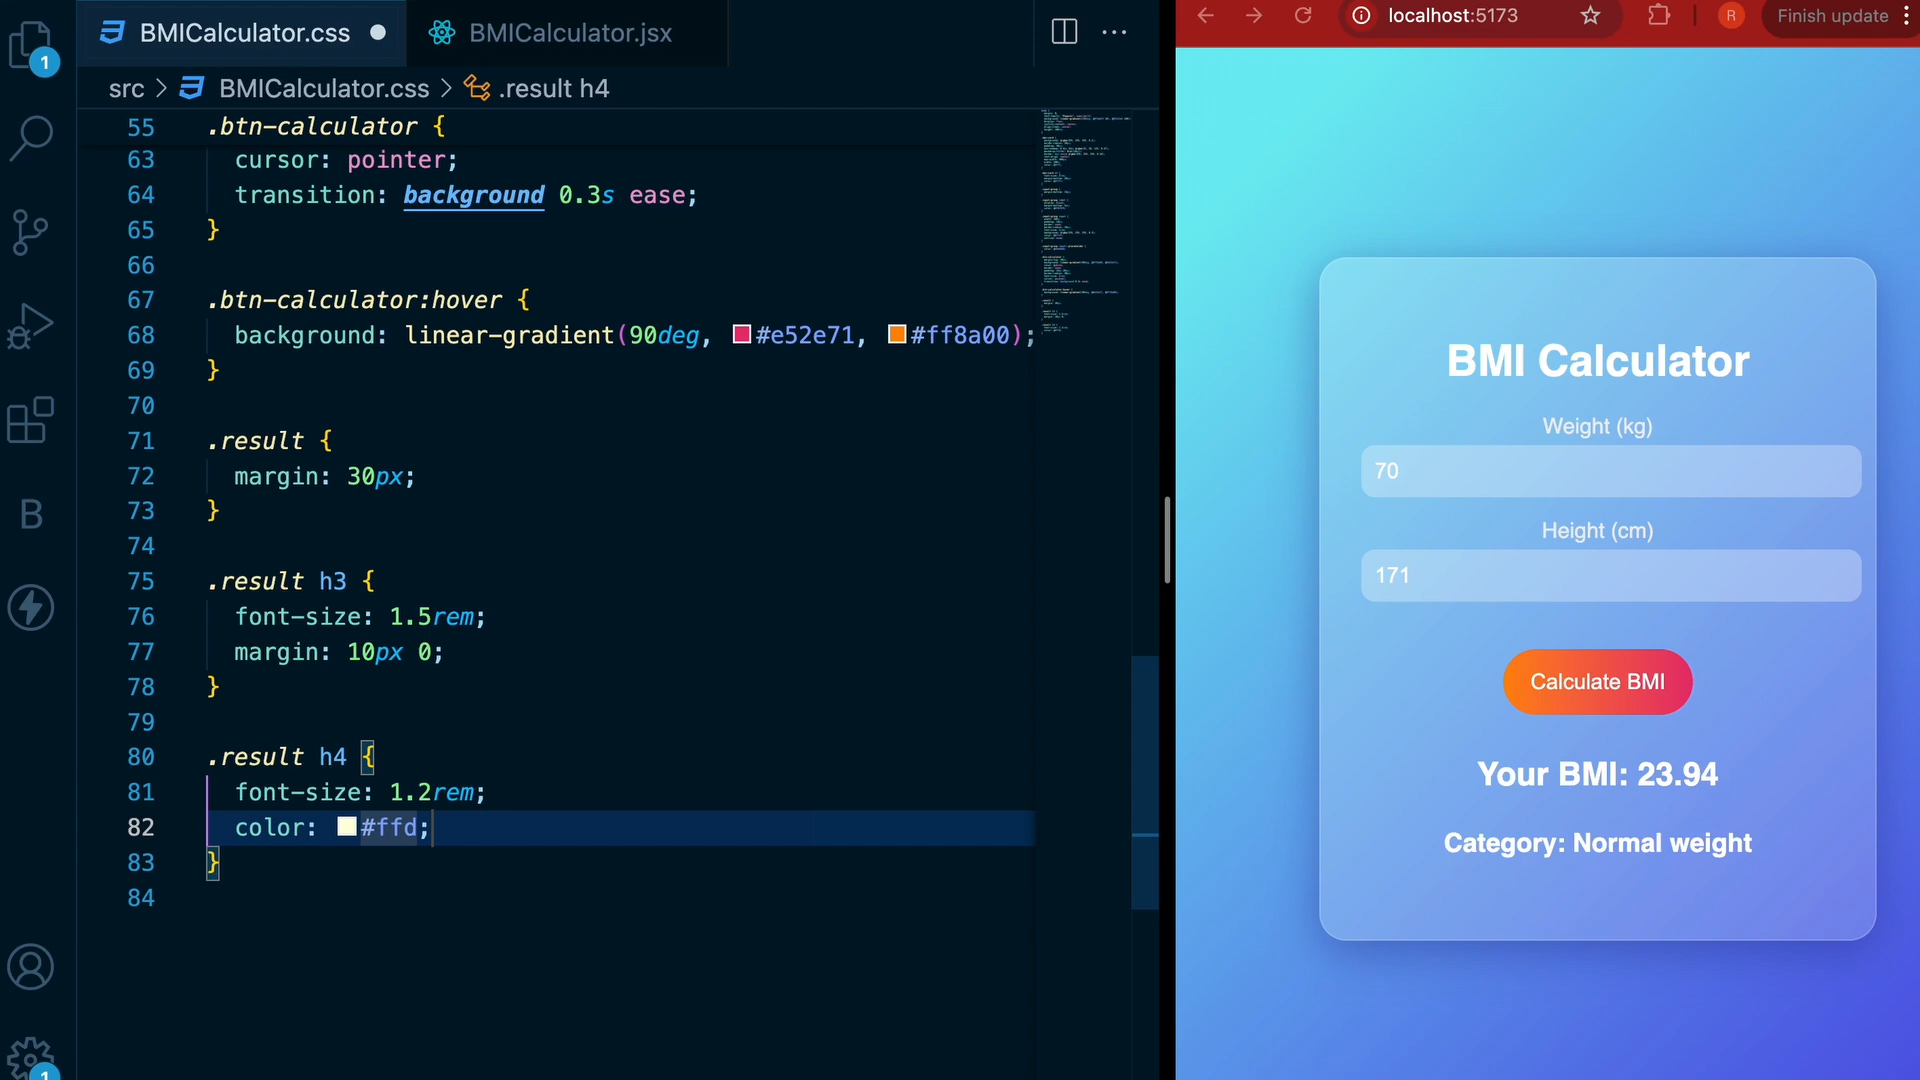 BMICalculator.css
BMICalculator.jsx
src > BMICalculator.css > .result h4
55 .btn-calculator {
63 cursor: pointer;
64 transition: background 0.3s ease;
65 }
66
67 .btn-calculator:hover {
68 background: linear-gradient(90deg, #e52e71, #ff8a00);
69 }
70
71 .result {
72 margin: 30px;
73 }
74
75 .result h3 {
76 font-size: 1.5rem;
77 margin: 10px 0;
78 }
79
80 .result h4 {
81 font-size: 1.2rem;
82 color: #ffd;
83 }
84
1
B
1
localhost:5173
R
Finish update
BMI Calculator
Weight (kg)
70
Height (cm)
171
Calculate BMI
Your BMI: 23.94
Category: Normal weight